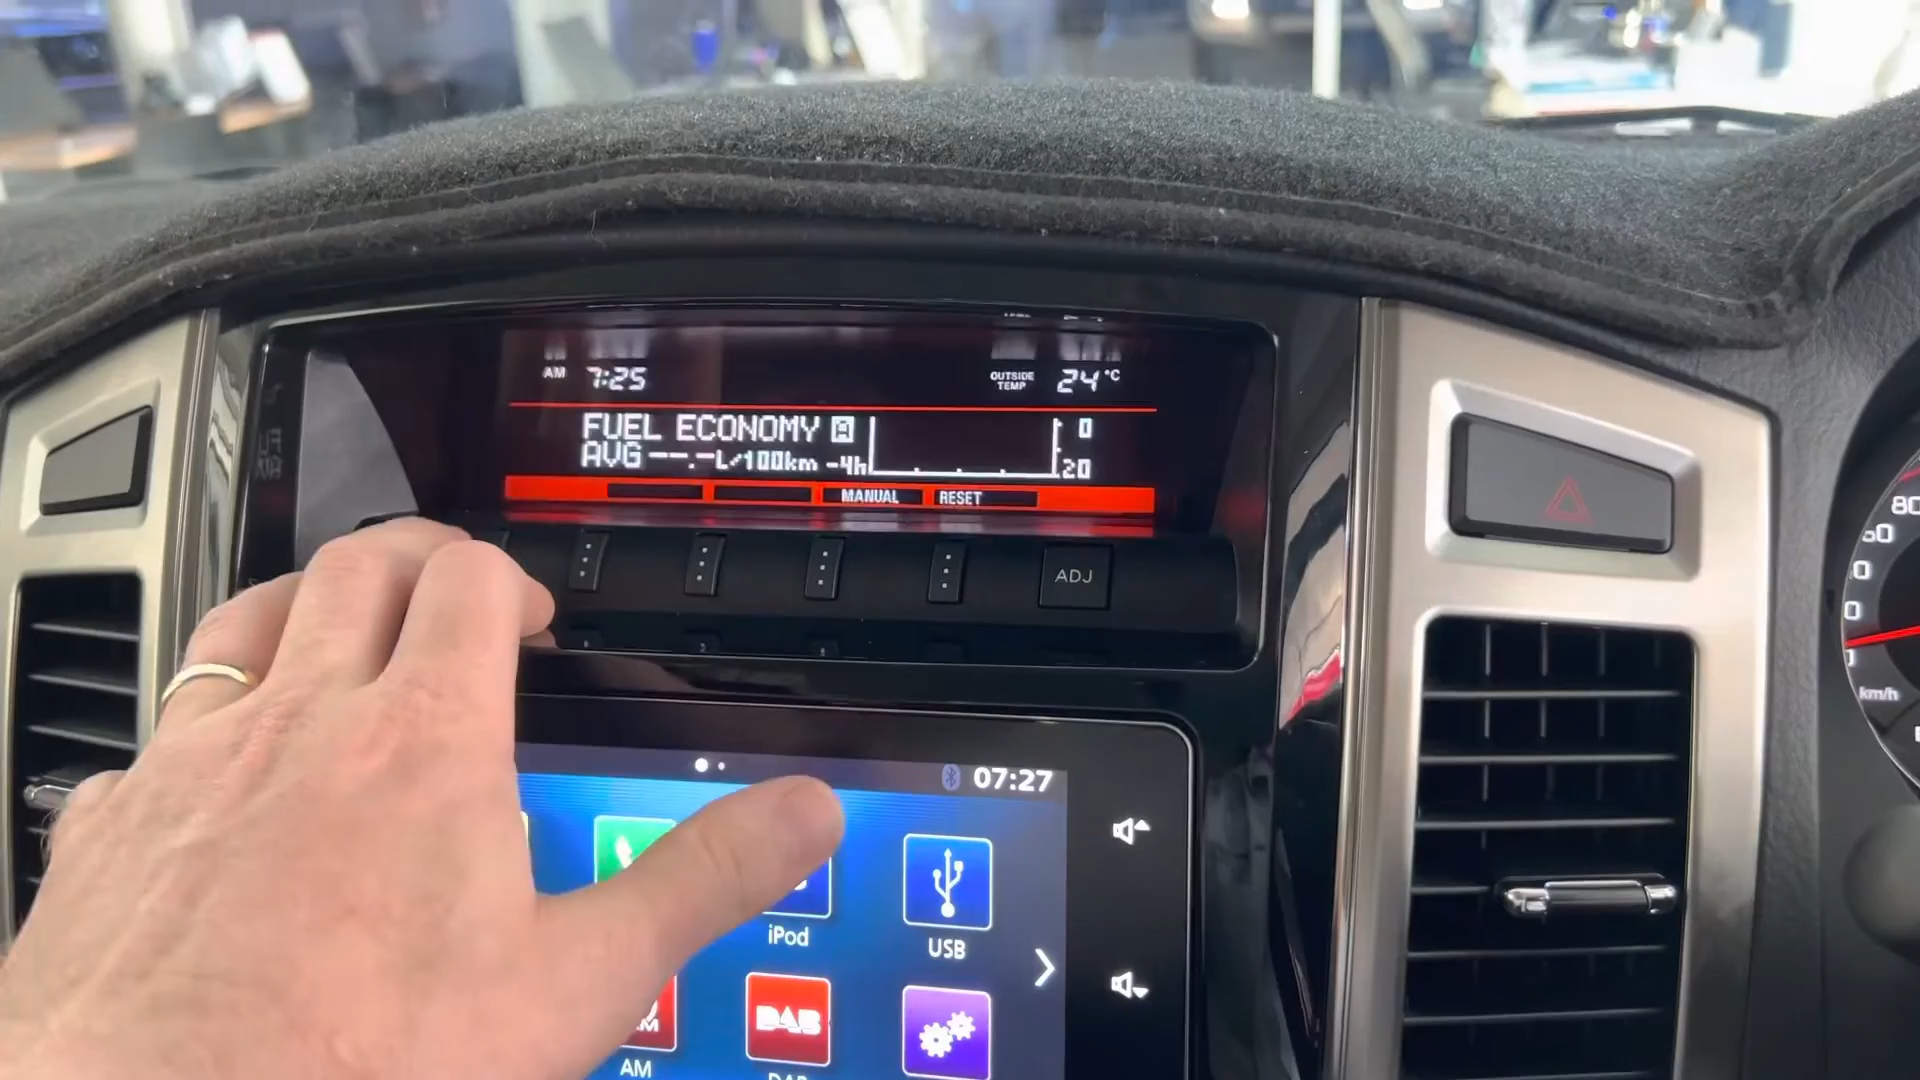 AM 7:25 OUTSIDE TEMP 24°C
FUEL ECONOMY A 0
AVG --.-L/100km -4h 20
MANUAL RESET
ADJ
07:27
iPod
USB
DAB
AM
80
km/h